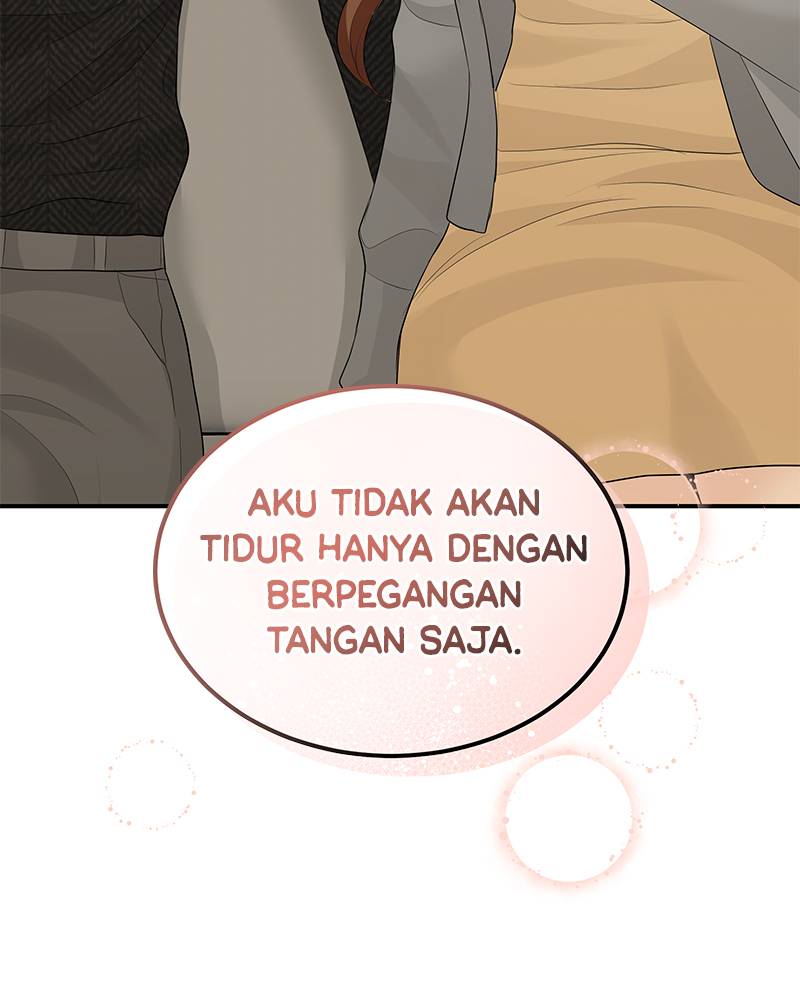 AKU TIDAK AKAN
TIDUR HANYA DENGAN
BERPEGANGAN
TANGAN SAJA.